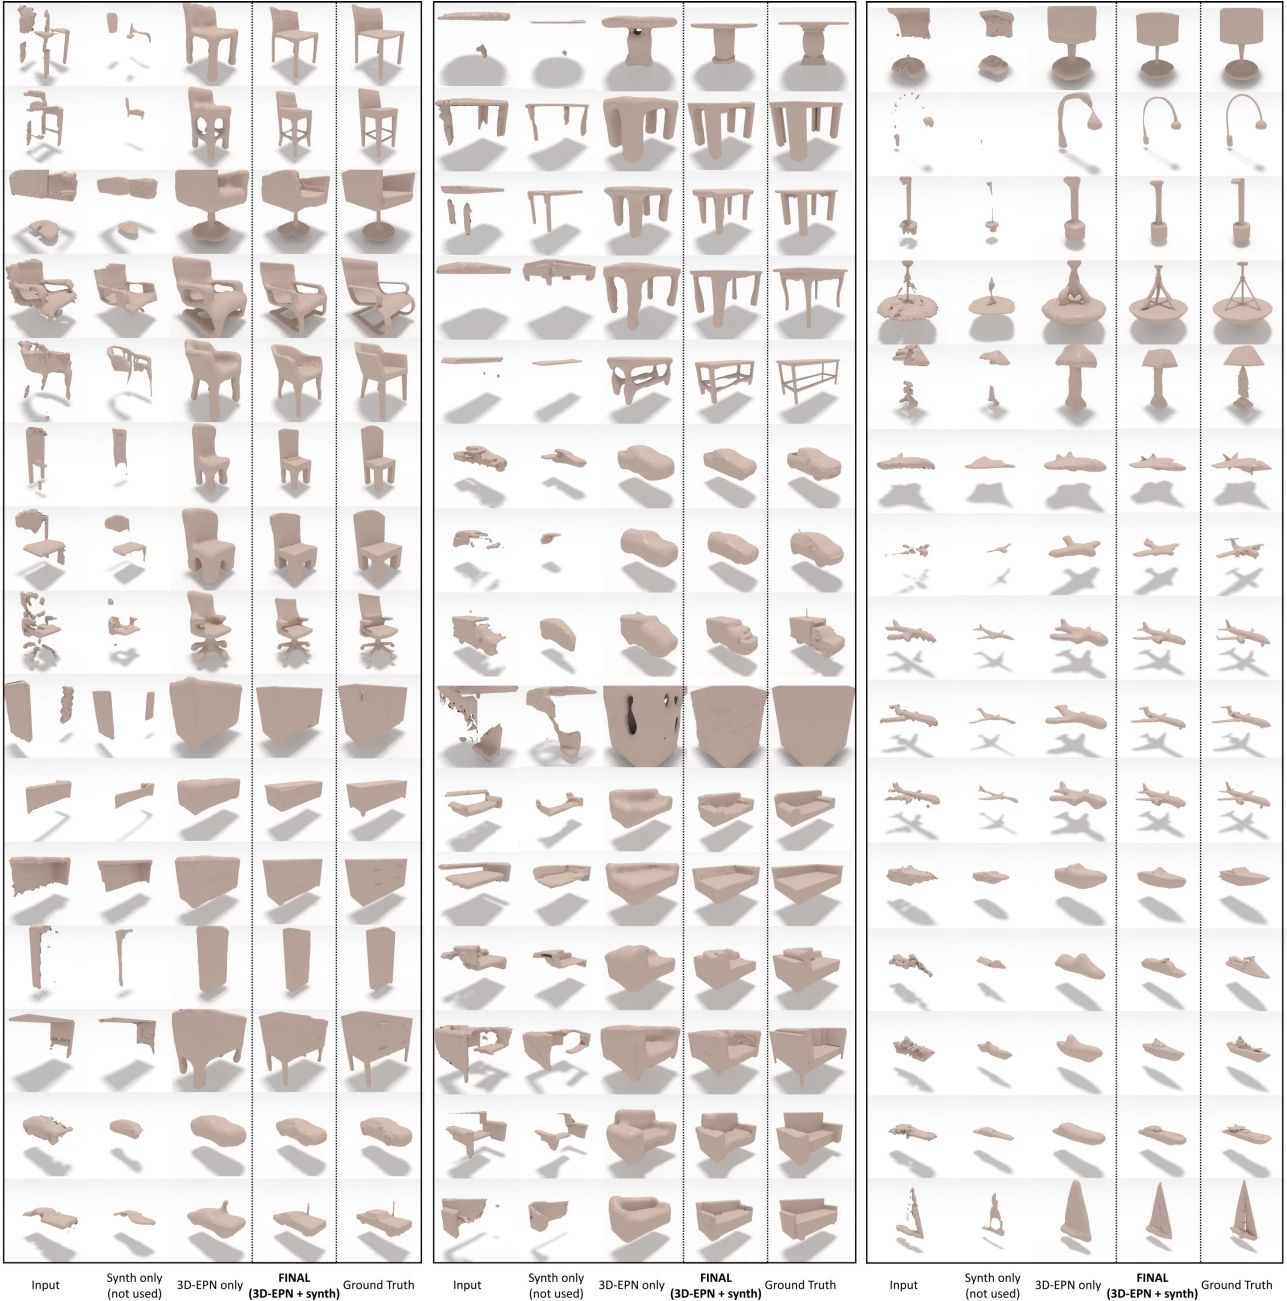 Input
Synth only
(not used)
3D-EPN only
FINAL
(3D-EPN + synth)
Ground Truth
Input
Synth only
(not used)
3D-EPN only
FINAL
(3D-EPN + synth)
Ground Truth
Input
Synth only
(not used)
3D-EPN only
FINAL
(3D-EPN + synth)
Ground Truth